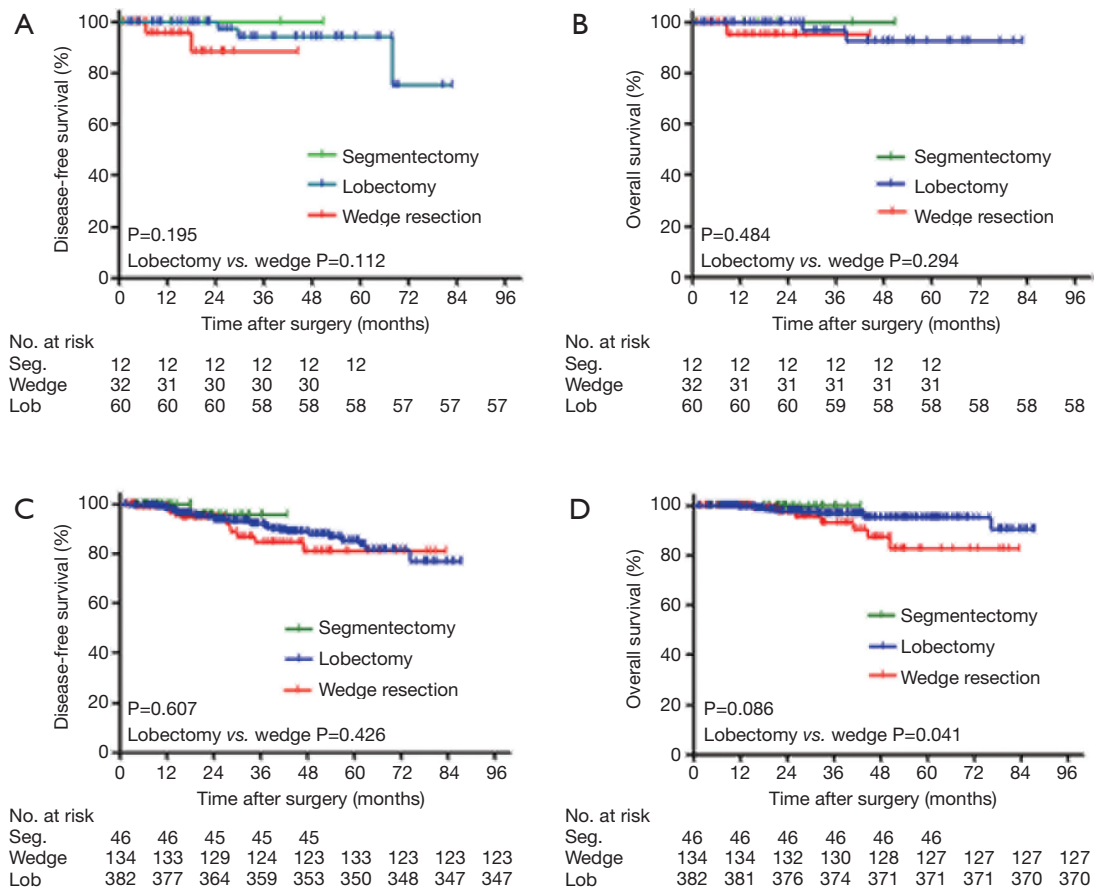 A
Disease-free survival (%)
100
80
60
40
20
0
Segmentectomy
Lobectomy
Wedge resection
P=0.195
Lobectomy vs. wedge P=0.112
0 12 24 36 48 60 72 84 96
Time after surgery (months)
No. at risk
Seg. 12 12 12 12 12 12
Wedge 32 31 30 30 30
Lob 60 60 60 58 58 58 57 57 57
B
Overall survival (%)
100
80
60
40
20
0
Segmentectomy
Lobectomy
Wedge resection
P=0.484
Lobectomy vs. wedge P=0.294
0 12 24 36 48 60 72 84 96
Time after surgery (months)
No. at risk
Seg. 12 12 12 12 12 12
Wedge 32 31 31 31 31 31
Lob 60 60 60 59 58 58 58 58 58
C
Disease-free survival (%)
100
80
60
40
20
0
Segmentectomy
Lobectomy
Wedge resection
P=0.607
Lobectomy vs. wedge P=0.426
0 12 24 36 48 60 72 84 96
Time after surgery (months)
No. at risk
Seg. 46 46 45 45 45
Wedge 134 133 129 124 123 133 123 123 123
Lob 382 377 364 359 353 350 348 347 347
D
Overall survival (%)
100
80
60
40
20
0
Segmentectomy
Lobectomy
Wedge resection
P=0.086
Lobectomy vs. wedge P=0.041
0 12 24 36 48 60 72 84 96
Time after surgery (months)
No. at risk
Seg. 46 46 46 46 46 46
Wedge 134 134 132 130 128 127 127 127 127
Lob 382 381 376 374 371 371 370 370 370